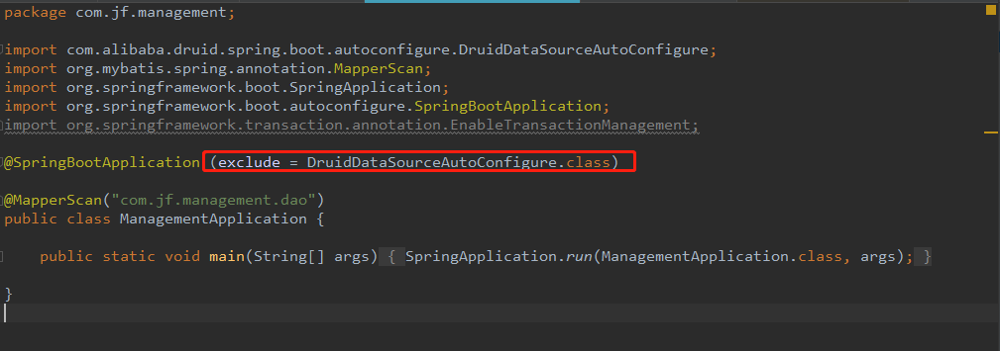 package com.jf.management;
import com.alibaba.druid.spring.boot.autoconfigure.DruidDataSourceAutoConfigure;
import org.mybatis.spring.annotation.MapperScan;
import org.springframework.boot.SpringApplication;
import org.springframework.boot.autoconfigure.SpringBootApplication;
import org.springframework.transaction.annotation.EnableTransactionManagement;
@SpringBootApplication (exclude = DruidDataSourceAutoConfigure.class)
@MapperScan("com.jf.management.dao")
public class ManagementApplication {
public static void main(String[] args) { SpringApplication.run(ManagementApplication.class, args); }
}